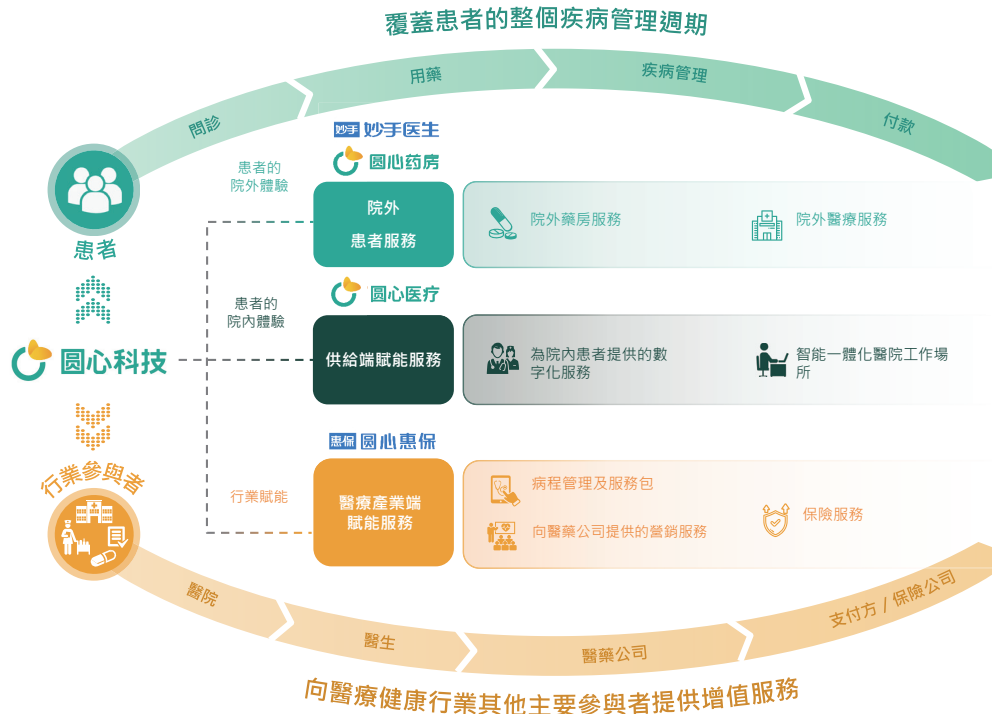 覆蓋患者的整個疾病管理週期
問診
用藥
疾病管理
付款
患者
患者的
院外體驗
妙手 妙手医生
圆心药房
院外
患者服務
院外藥房服務
院外醫療服務
圆心科技
患者的
院內體驗
圆心医疗
供給端賦能服務
為院內患者提供的數
字化服務
智能一體化醫院工作場
所
行業參與者
行業賦能
惠保 圆心惠保
醫療產業端
賦能服務
病程管理及服務包
向醫藥公司提供的營銷服務
保險服務
醫院
醫生
醫藥公司
支付方 / 保險公司
向醫療健康行業其他主要參與者提供增值服務